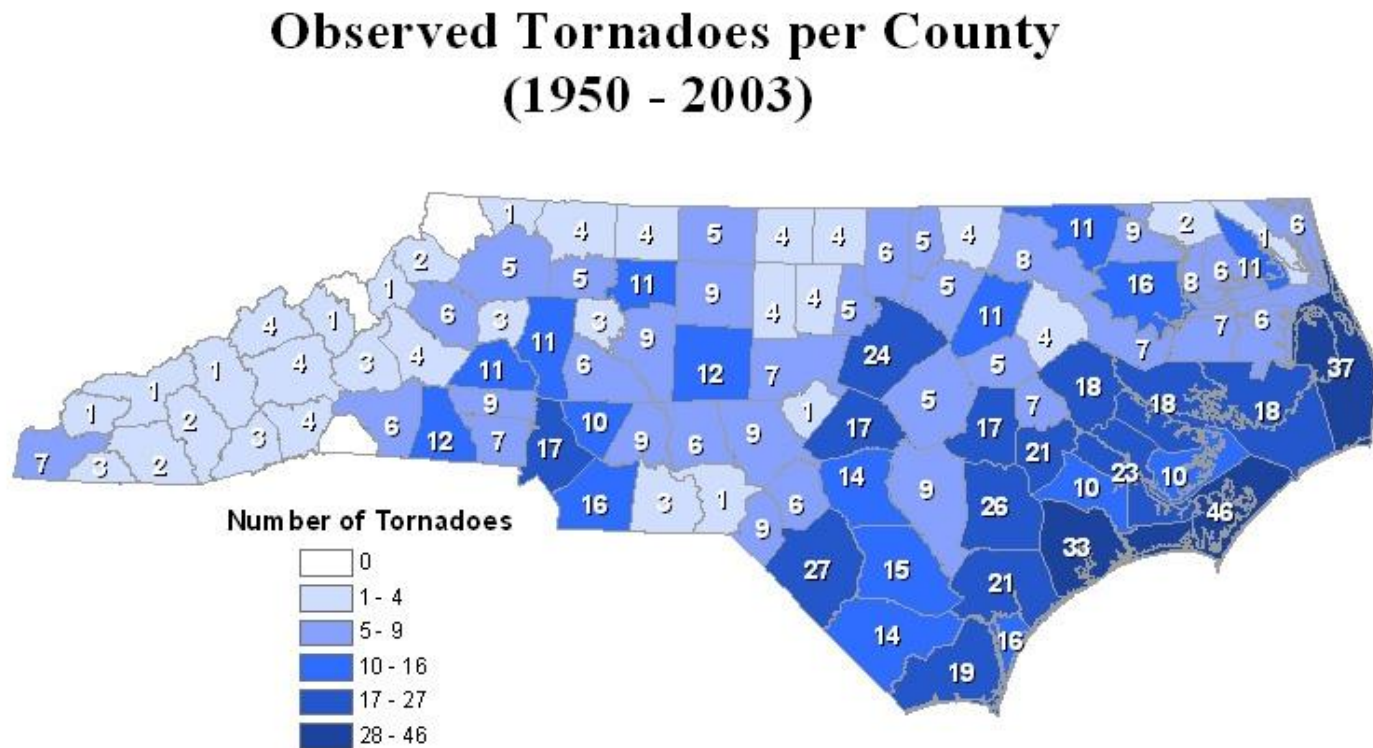 Observed Tornadoes per County
(1950 - 2003)
1 4 4 5 4 4 6 5 4 11 9 2 1 6
2 5 5 11 9 4 4 5 5 8 16 8 6 11
1 6 3 11 3 9 24 11 4 7 7 6 37
4 1 4 3 4 11 6 12 7 5 18 18 18
1 1 9 10 1 5 7
1 2 3 4 6 12 7 17 9 6 9 17 17 21 23 10
7 3 2 16 3 1 9 6 14 9 26 10 46
27 15 21 33
14 19 16
Number of Tornadoes
0
1 - 4
5 - 9
10 - 16
17 - 27
28 - 46